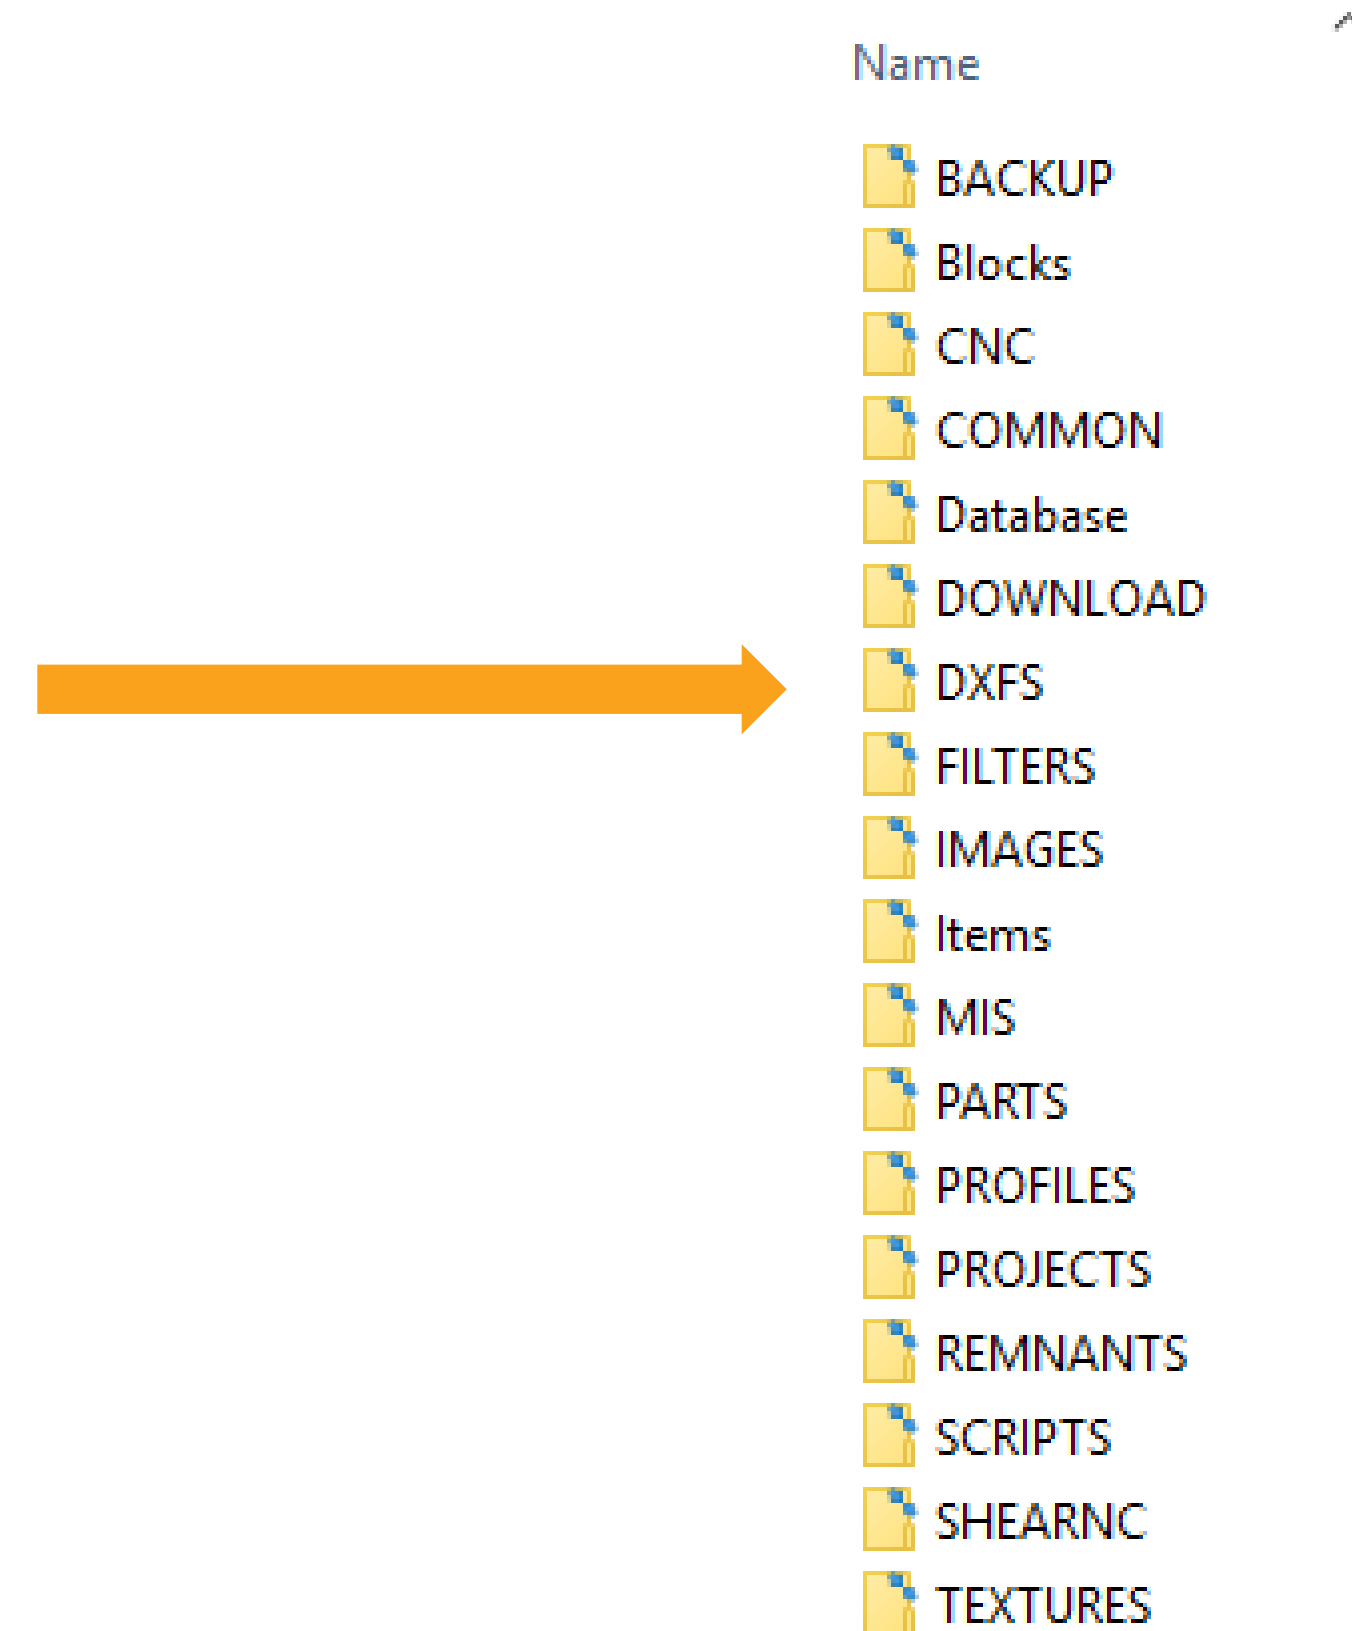 Name
BACKUP
Blocks
CNC
COMMON
Database
DOWNLOAD
DXFS
FILTERS
IMAGES
Items
MIS
PARTS
PROFILES
PROJECTS
REMNANTS
SCRIPTS
SHEARNC
TEXTURES